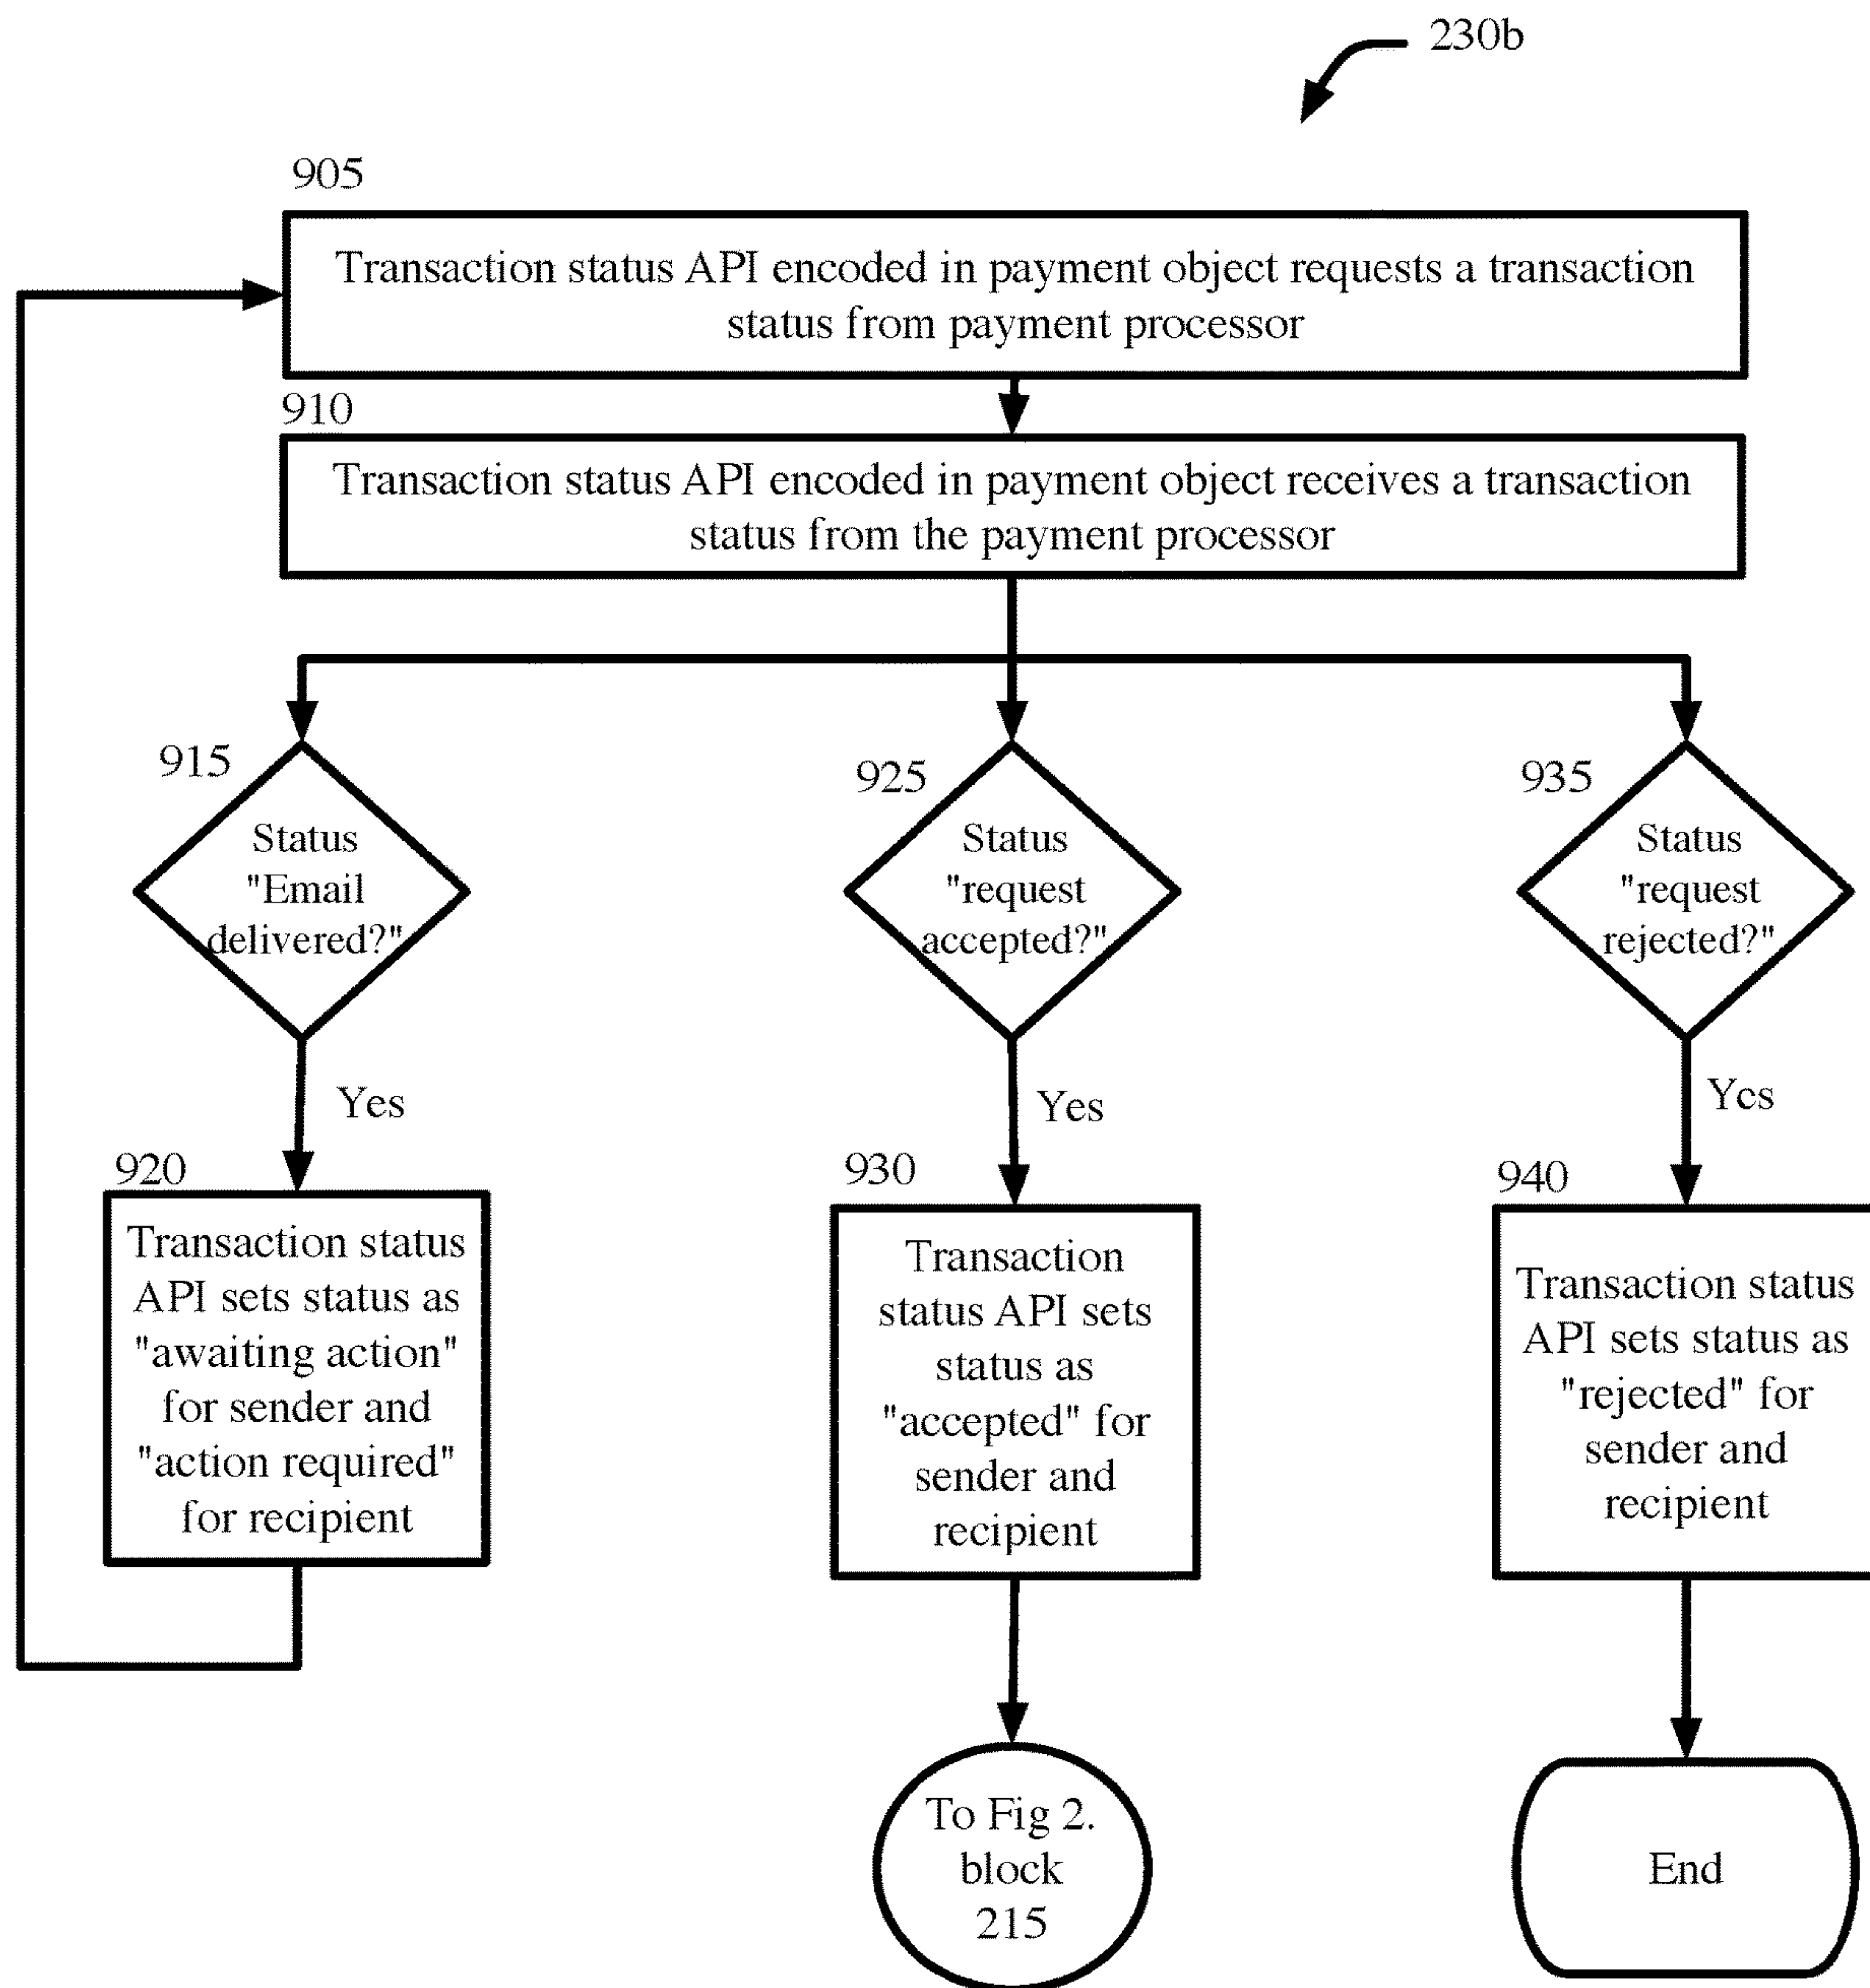 230b
905
Transaction status API encoded in payment object requests a transaction
status from payment processor
910
Transaction status API encoded in payment object receives a transaction
status from the payment processor
915
Status
"Email
delivered?"
925
Status
"request
accepted?"
935
Status
"request
rejected?"
Yes
Yes
Yes
920
Transaction status
API sets status as
"awaiting action"
for sender and
"action required"
for recipient
930
Transaction
status API sets
status as
"accepted" for
sender and
recipient
940
Transaction status
API sets status as
"rejected" for
sender and
recipient
To Fig 2.
block
215
End